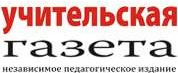 учительская
газета
независимое педагогическое издание